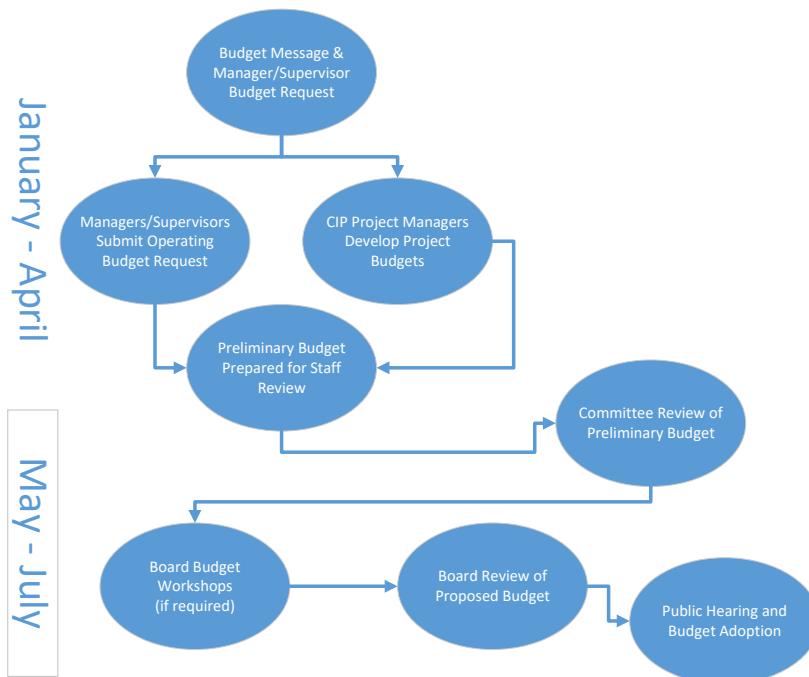 January - April
Budget Message &
Manager/Supervisor
Budget Request
Managers/Supervisors
Submit Operating
Budget Request
CIP Project Managers
Develop Project
Budgets
Preliminary Budget
Prepared for Staff
Review
Committee Review of
Preliminary Budget
May - July
Board Budget
Workshops
(if required)
Board Review of
Proposed Budget
Public Hearing and
Budget Adoption